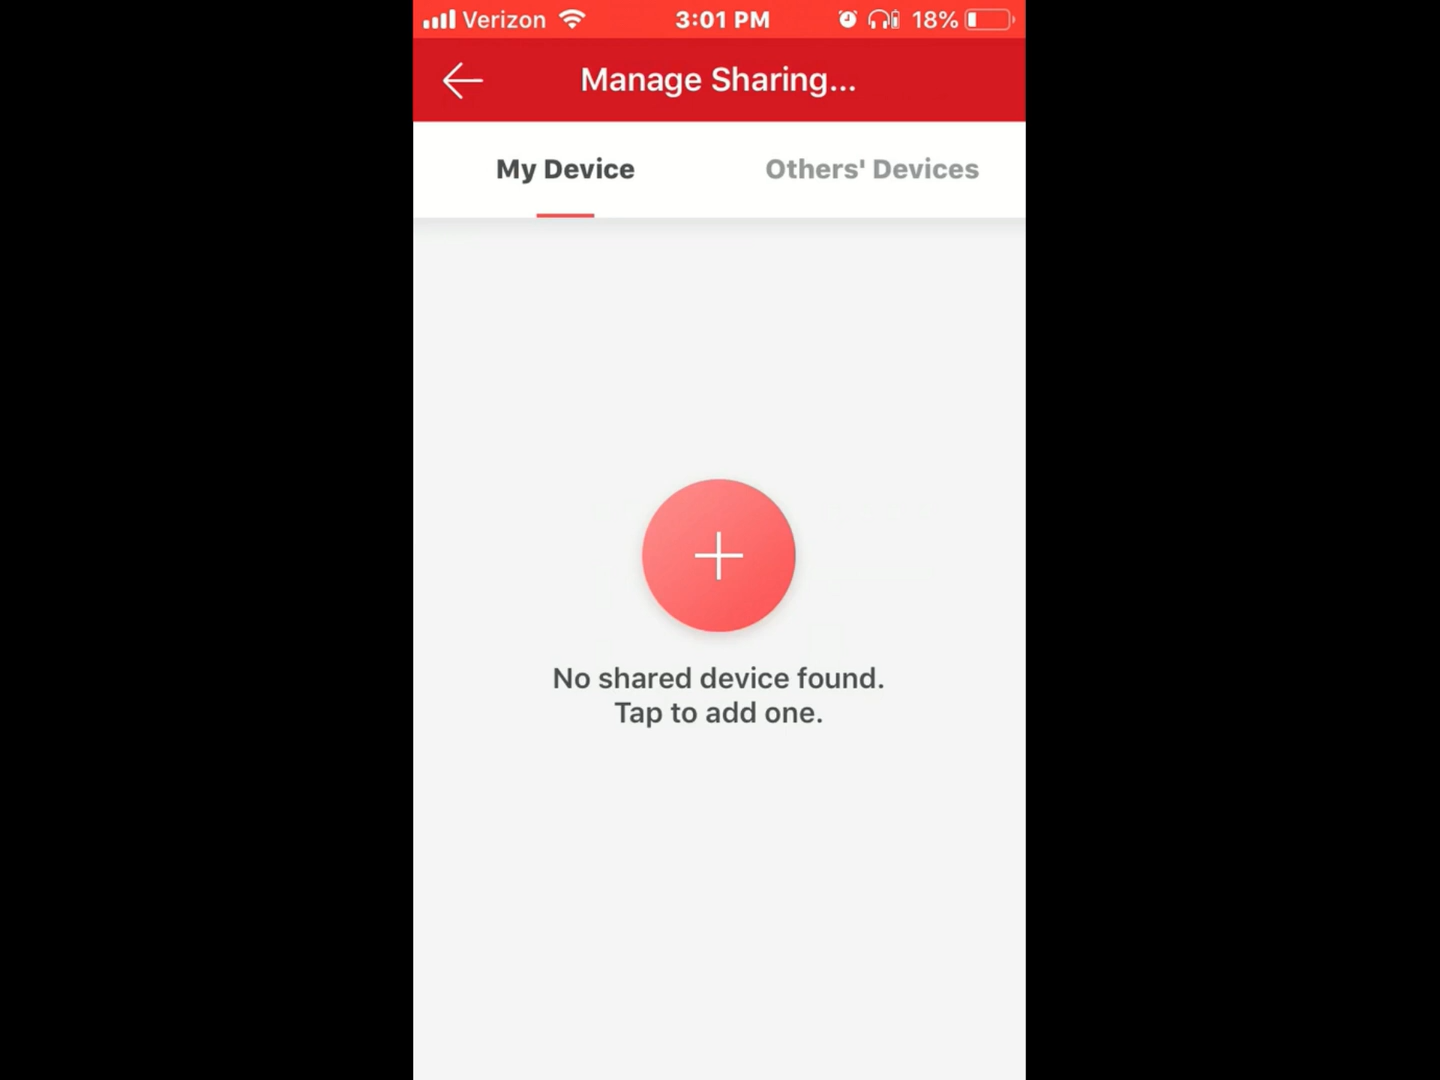 Verizon 3:01 PM 18%
Manage Sharing...
My Device Others' Devices
No shared device found.
Tap to add one.